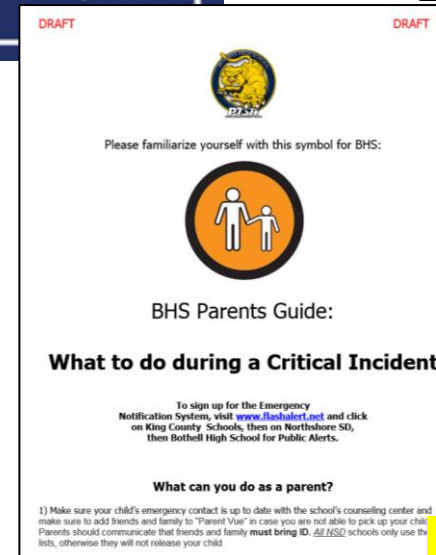 DRAFT DRAFT
PTSA
Please familiarize yourself with this symbol for BHS:
BHS Parents Guide:
What to do during a Critical Incident
To sign up for the Emergency
Notification System, visit www.flashalert.net and click
on King County Schools, then on Northshore SD,
then Bothell High School for Public Alerts.
What can you do as a parent?
1) Make sure your child's emergency contact is up to date with the school's counseling center and
make sure to add friends and family to "Parent Vue" in case you are not able to pick up your child
Parents should communicate that friends and family must bring ID. All NSD schools only use the
lists, otherwise they will not release your child.